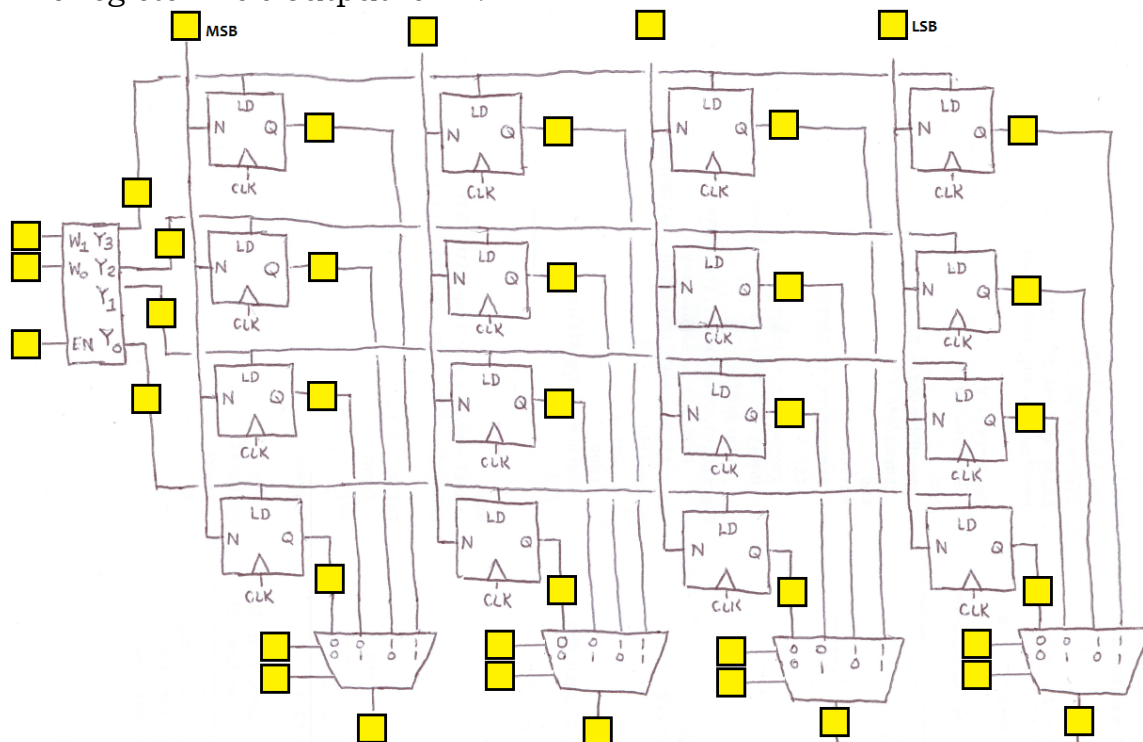 MSB LSB
LD LD LD LD
N Q N Q N Q N Q
CLK CLK CLK CLK
W₁ Y₃
W₀ Y₂
Y₁
EN Y₀
LD LD LD LD
N Q N Q N Q N Q
CLK CLK CLK CLK
LD LD LD LD
N Q N Q N Q N Q
CLK CLK CLK CLK
LD LD LD LD
N Q N Q N Q N Q
CLK CLK CLK CLK
0 0 1 1 0 0 1 1 0 0 1 1 0 0 1 1
0 1 0 1 0 1 0 1 0 1 0 1 0 1 0 1